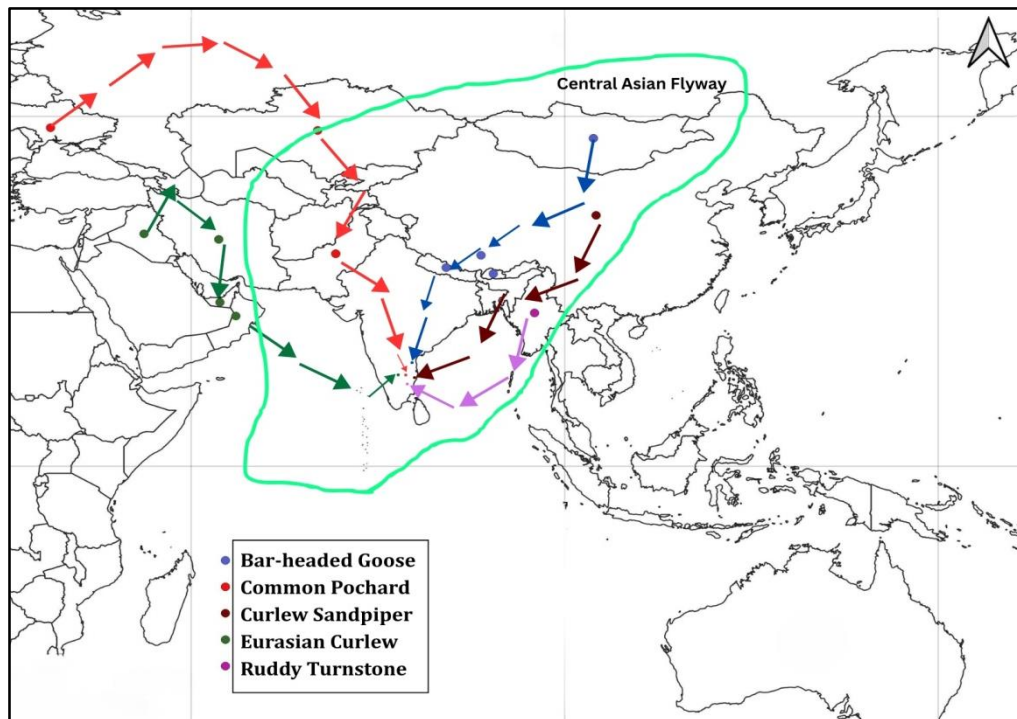 Central Asian Flyway
Bar-headed Goose
Common Pochard
Curlew Sandpiper
Eurasian Curlew
Ruddy Turnstone